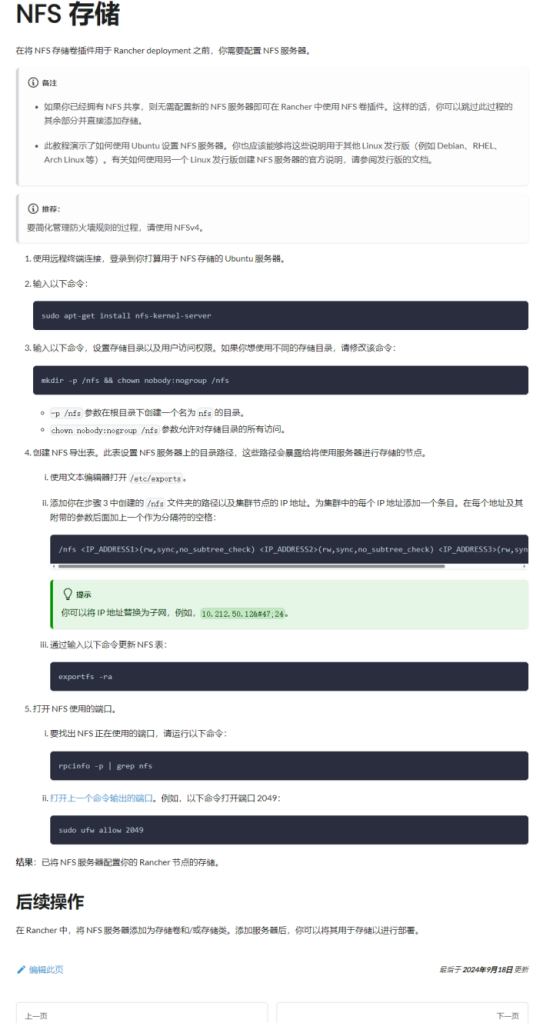 NFS 存储
在将 NFS 存储卷插件用于 Rancher deployment 之前，你需要配置 NFS 服务器。
备注
• 如果你已经拥有 NFS 共享，则无需配置新的 NFS 服务器即可在 Rancher 中使用 NFS 卷插件。这样的话，你可以跳过此过程的
其余部分并直接添加存储。
• 此教程演示了如何使用 Ubuntu 设置 NFS 服务器。你也应该能够将这些说明用于其他 Linux 发行版（例如 Debian、RHEL、
Arch Linux 等）。有关如何使用另一个 Linux 发行版创建 NFS 服务器的官方说明，请参阅发行版的文档。
推荐：
要简化管理防火墙规则的过程，请使用 NFSv4。
1. 使用远程终端连接，登录到你打算用于 NFS 存储的 Ubuntu 服务器。
2. 输入以下命令：
sudo apt-get install nfs-kernel-server
3. 输入以下命令，设置存储目录以及用户访问权限。如果你想使用不同的存储目录，请修改该命令：
mkdir -p /nfs && chown nobody:nogroup /nfs
◦ -p /nfs 参数在根目录下创建一个名为 nfs 的目录。
◦ chown nobody:nogroup /nfs 参数允许对存储目录的所有访问。
4. 创建 NFS 导出表。此表设置 NFS 服务器上的目录路径，这些路径会暴露给将使用服务器进行存储的节点。
i. 使用文本编辑器打开 /etc/exports。
ii. 添加你在步骤 3 中创建的 /nfs 文件夹的路径以及集群节点的 IP 地址。为集群中的每个 IP 地址添加一个条目。在每个地址及其
附带的参数后面加上一个作为分隔符的空格：
/nfs <IP_ADDRESS1>(rw,sync,no_subtree_check) <IP_ADDRESS2>(rw,sync,no_subtree_check) <IP_ADDRESS3>(rw,syn
提示
你可以将 IP 地址替换为子网，例如，10.212.50.12&#47;24。
iii. 通过输入以下命令更新 NFS 表：
exportfs -ra
5. 打开 NFS 使用的端口。
i. 要找出 NFS 正在使用的端口，请运行以下命令：
rpcinfo -p | grep nfs
ii. 打开上一个命令输出的端口。例如，以下命令打开端口 2049：
sudo ufw allow 2049
结果：已将 NFS 服务器配置你的 Rancher 节点的存储。
后续操作
在 Rancher 中，将 NFS 服务器添加为存储卷和/或存储类。添加服务器后，你可以将其用于存储以进行部署。
编辑此页
最后于 2024年9月18日 更新
上一页
下一页